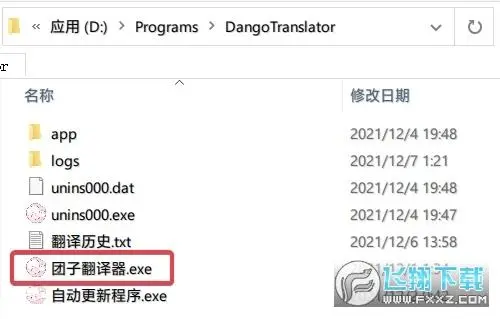 应用 (D:) > Programs > DangoTranslator
or
名称 修改日期
app 2021/12/4 19:48
logs 2021/12/7 1:21
unins000.dat 2021/12/4 19:48
unins000.exe 2021/12/4 19:47
翻译历史.txt 2021/12/6 13:58
团子翻译器.exe
自动更新程序.exe
飞翔下载
WWW.FXXZ.COM